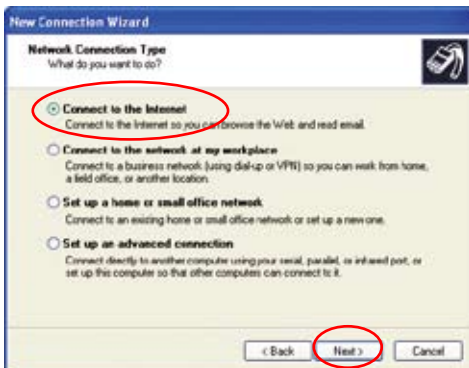 New Connection Wizard
Network Connection Type
What do you want to do?
Connect to the Internet
Connect to the Internet so you can browse the Web and read email.
Connect to the network at my workplace
Connect to a business network (using dial-up or VPN) so you can work from home,
a field office, or another location.
Set up a home or small office network
Connect to an existing home or small office network or set up a new one.
Set up an advanced connection
Connect directly to another computer using your serial, parallel, or infrared port, or
set up this computer so that other computers can connect to it.
< Back Next > Cancel